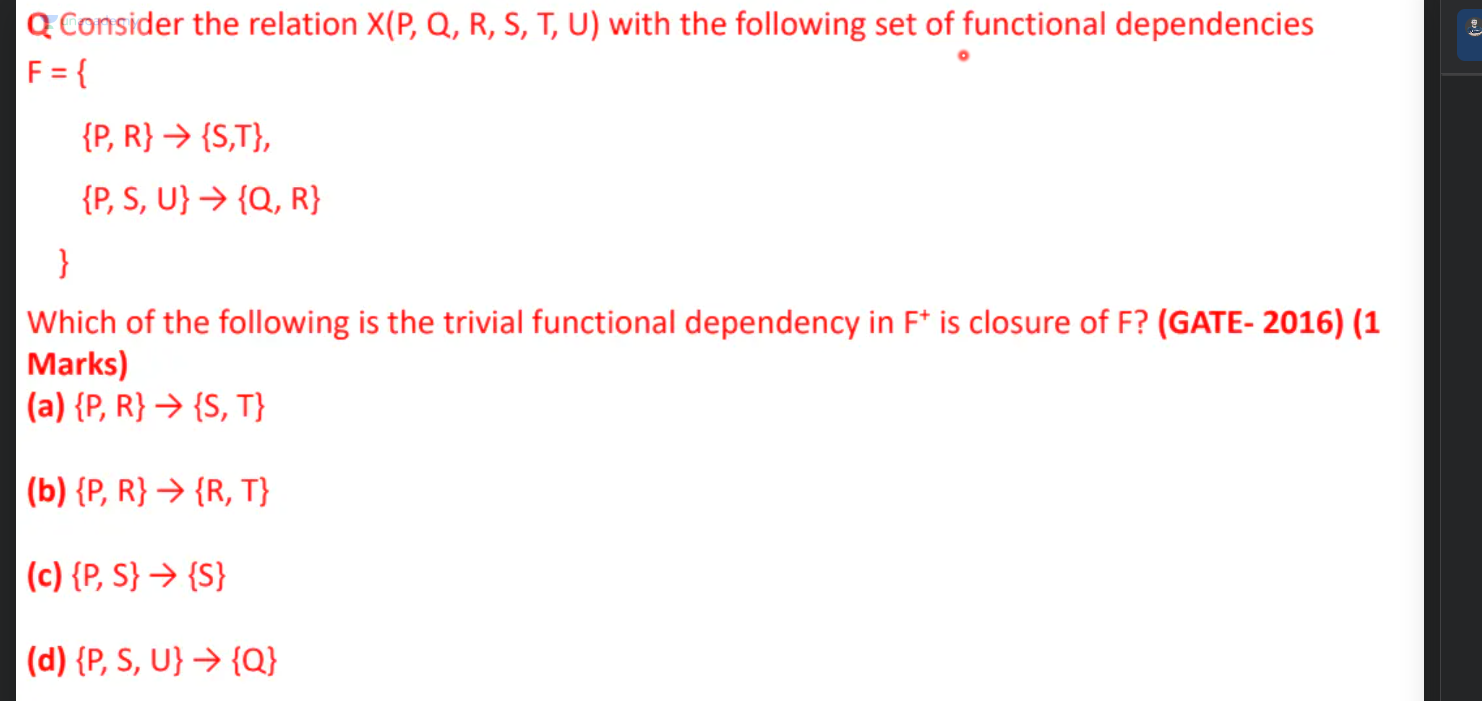 Q Consider the relation X(P, Q, R, S, T, U) with the following set of functional dependencies
F = {
{P, R} → {S,T},
{P, S, U} → {Q, R}
}
Which of the following is the trivial functional dependency in F⁺ is closure of F? (GATE- 2016) (1
Marks)
(a) {P, R} → {S, T}
(b) {P, R} → {R, T}
(c) {P, S} → {S}
(d) {P, S, U} → {Q}